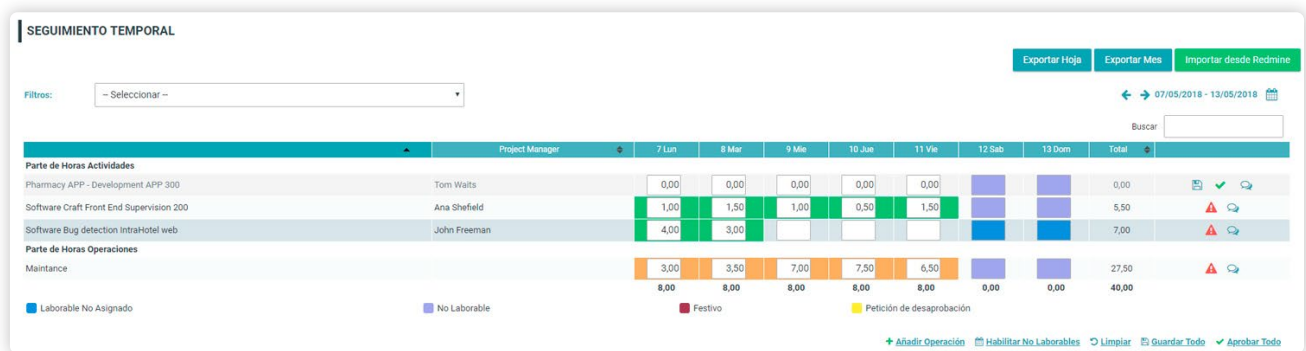 SEGUIMIENTO TEMPORAL
Exportar Hoja Exportar Mes Importar desde Redmine
Filtros: -- Seleccionar -- 07/05/2018 - 13/05/2018
Buscar
Project Manager 7 Lun 8 Mar 9 Mie 10 Jue 11 Vie 12 Sab 13 Dom Total
Parte de Horas Actividades
Pharmacy APP - Development APP 300 Tom Waits 0,00 0,00 0,00 0,00 0,00 0,00
Software Craft Front End Supervision 200 Ana Shefield 1,00 1,50 1,00 0,50 1,50 5,50
Software Bug detection IntraHotel web John Freeman 4,00 3,00 7,00
Parte de Horas Operaciones
Maintance 3,00 3,50 7,00 7,50 6,50 27,50
8,00 8,00 8,00 8,00 8,00 0,00 0,00 40,00
Laborable No Asignado No Laborable Festivo Petición de desaprobación
Añadir Operación Habilitar No Laborables Limpiar Guardar Todo Aprobar Todo